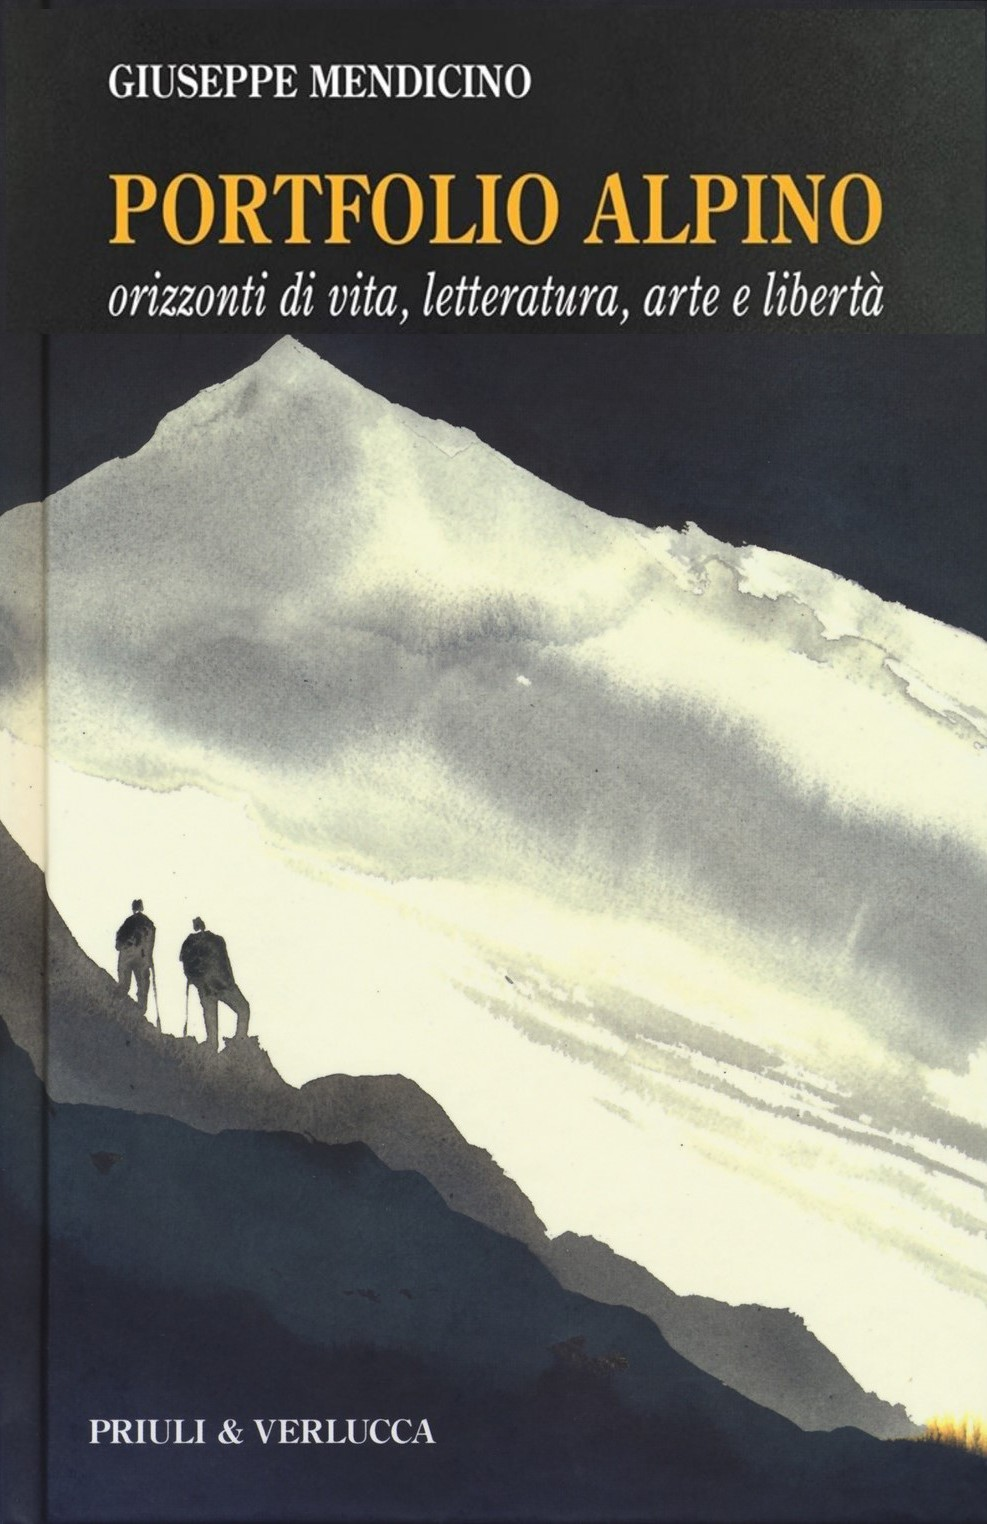 GIUSEPPE MENDICINO
PORTFOLIO ALPINO
orizzonti di vita, letteratura, arte e libertà
PRIULI & VERLUCCA